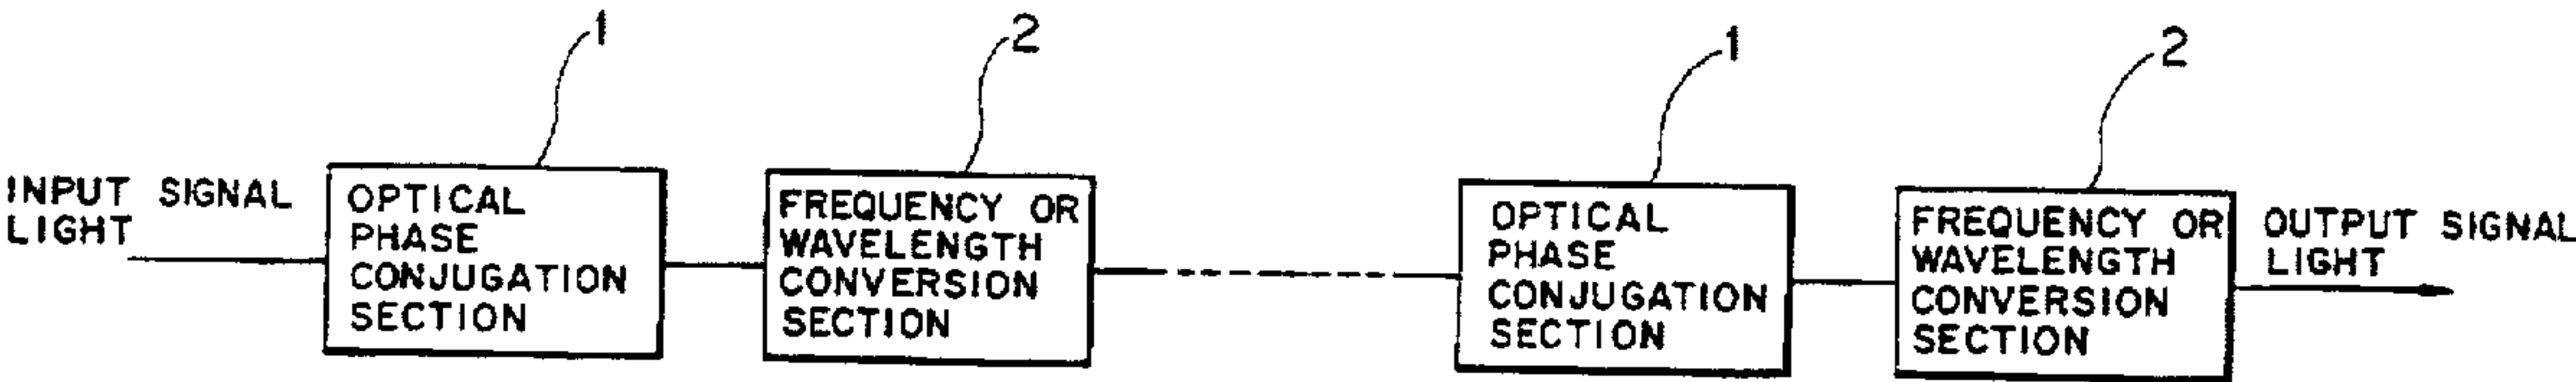 1
2
1
2
INPUT SIGNAL
LIGHT
OPTICAL
PHASE
CONJUGATION
SECTION
FREQUENCY OR
WAVELENGTH
CONVERSION
SECTION
OPTICAL
PHASE
CONJUGATION
SECTION
FREQUENCY OR
WAVELENGTH
CONVERSION
SECTION
OUTPUT SIGNAL
LIGHT